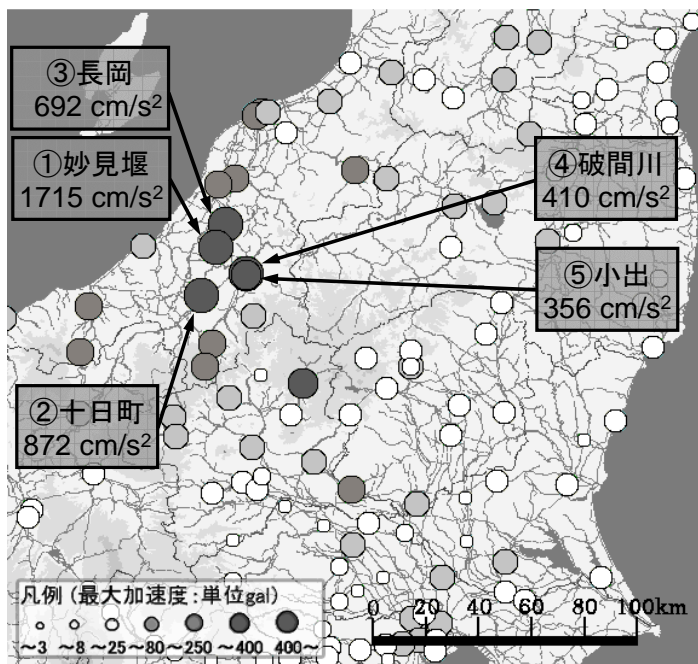 ③長岡
692 cm/s²
①妙見堰
1715 cm/s²
④破間川
410 cm/s²
⑤小出
356 cm/s²
②十日町
872 cm/s²
凡例 (最大加速度:単位gal)
～3 ～8 ～25 ～80 ～250 ～400 400～
0 20 40 60 80 100km